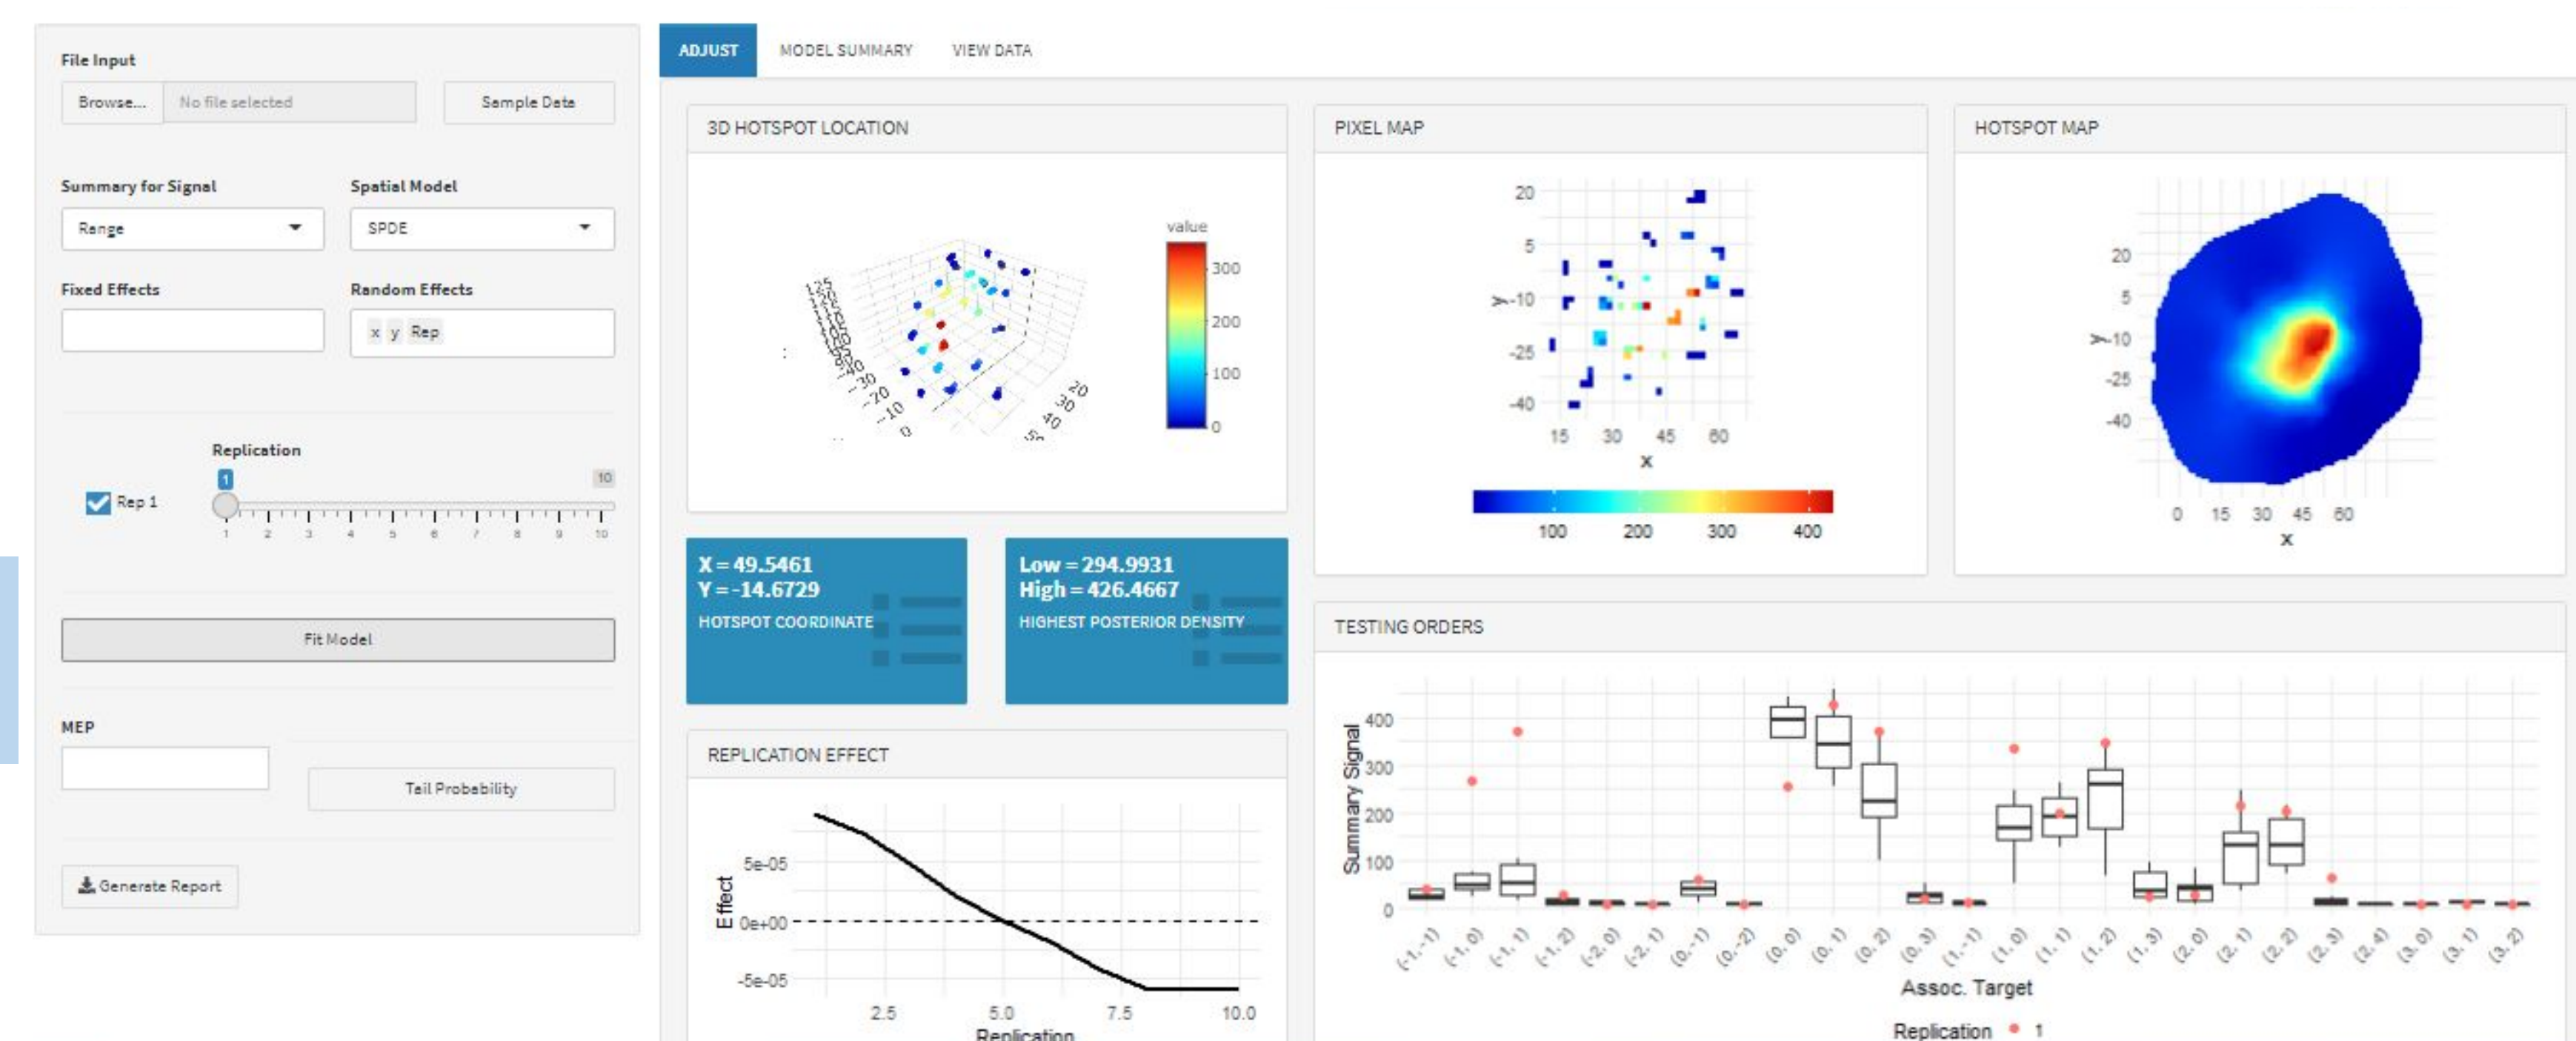 File Input
Browse... No file selected Sample Data
Summary for Signal Spatial Model
Range SPDE
Fixed Effects Random Effects
x y Rep
Replication
1 10
Rep 1
1 2 3 4 5 6 7 8 9 10
Fit Model
MEP
Tail Probability
Generate Report
ADJUST MODEL SUMMARY VIEW DATA
3D HOTSPOT LOCATION
value
300
200
100
0
-30
-20
-10
0
20
30
40
X = 49.5461
Y = -14.6729
HOTSPOT COORDINATE
Low = 294.9931
High = 426.4667
HIGHEST POSTERIOR DENSITY
REPLICATION EFFECT
Effect
5e-05
0e+00
-5e-05
2.5 5.0 7.5 10.0
Replication
PIXEL MAP
y
20
5
-10
-25
-40
15 30 45 60
x
100 200 300 400
HOTSPOT MAP
y
20
5
-10
-25
-40
0 15 30 45 60
x
TESTING ORDERS
Summary Signal
400
300
200
100
0
(-1,-1) (-1, 0) (-1, 1) (-1, 2) (-2, 0) (-2, 1) (0,-1) (0,-2) (0, 0) (0, 1) (0, 2) (0, 3) (1,-1) (1, 0) (1, 1) (1, 2) (1, 3) (2, 0) (2, 1) (2, 2) (2, 3) (2, 4) (3, 0) (3, 1) (3, 2)
Assoc. Target
Replication 1